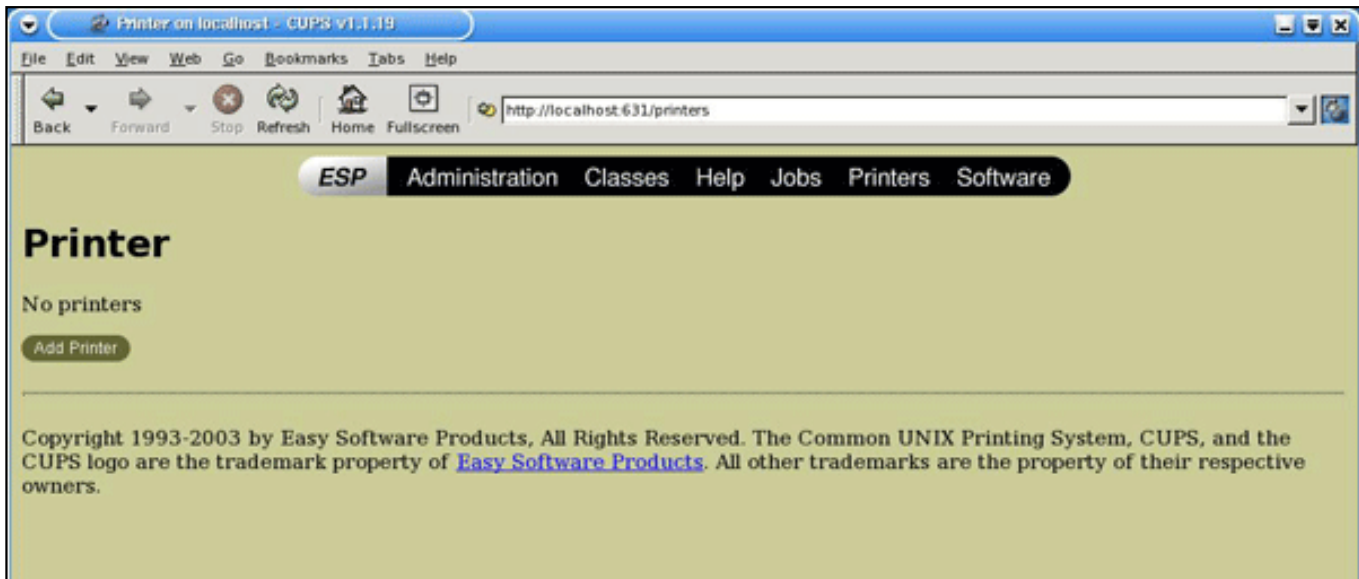 Printer on localhost - CUPS v1.1.19
File Edit View Web Go Bookmarks Tabs Help
Back Forward Stop Refresh Home Fullscreen
http://localhost:631/printers
ESP Administration Classes Help Jobs Printers Software
Printer
No printers
Add Printer
Copyright 1993-2003 by Easy Software Products, All Rights Reserved. The Common UNIX Printing System, CUPS, and the
CUPS logo are the trademark property of Easy Software Products. All other trademarks are the property of their respective
owners.